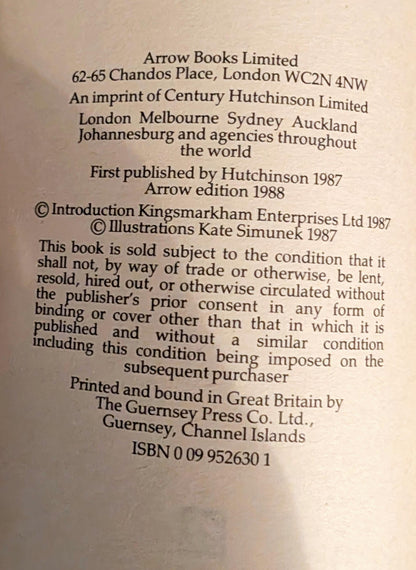 Arrow Books Limited
62-65 Chandos Place, London WC2N 4NW
An imprint of Century Hutchinson Limited
London Melbourne Sydney Auckland
Johannesburg and agencies throughout
the world
First published by Hutchinson 1987
Arrow edition 1988
© Introduction Kingsmarkham Enterprises Ltd 1987
© Illustrations Kate Simunek 1987
This book is sold subject to the condition that it
shall not, by way of trade or otherwise, be lent,
resold, hired out, or otherwise circulated without
the publisher's prior consent in any form of
binding or cover other than that in which it is
published and without a similar condition
including this condition being imposed on the
subsequent purchaser
Printed and bound in Great Britain by
The Guernsey Press Co. Ltd.,
Guernsey, Channel Islands
ISBN 0 09 952630 1